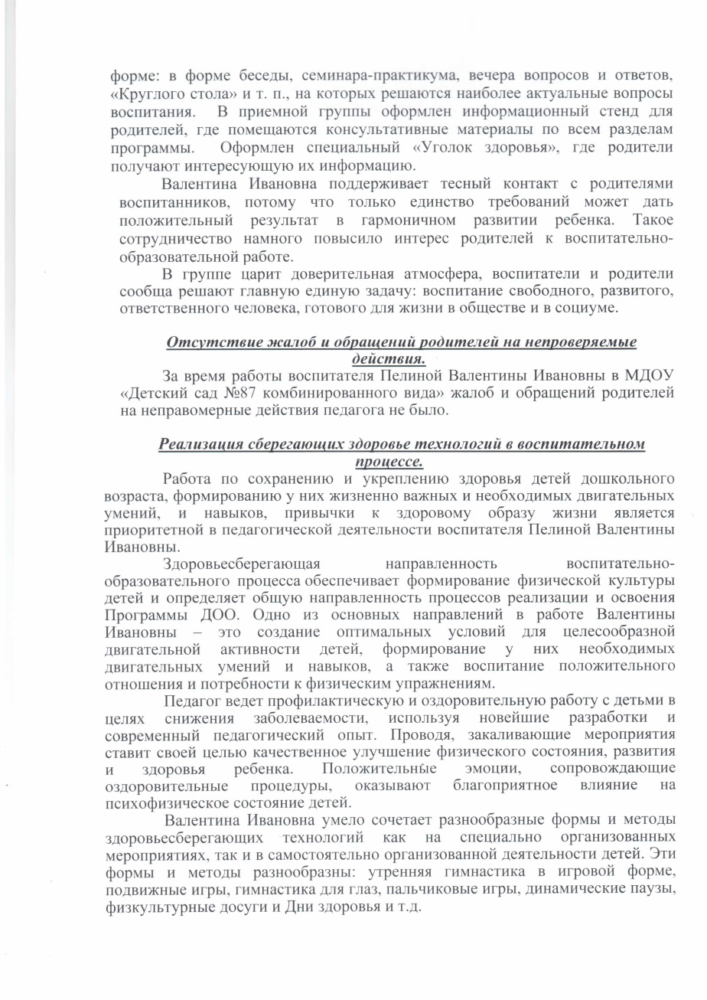 форме: в форме беседы, семинара-практикума, вечера вопросов и ответов,
«Круглого стола» и т. п., на которых решаются наиболее актуальные вопросы
воспитания. В приемной группы оформлен информационный стенд для
родителей, где помещаются консультативные материалы по всем разделам
программы. Оформлен специальный «Уголок здоровья», где родители
получают интересующую их информацию.
Валентина Ивановна поддерживает тесный контакт с родителями
воспитанников, потому что только единство требований может дать
положительный результат в гармоничном развитии ребенка. Такое
сотрудничество намного повысило интерес родителей к воспитательно-
образовательной работе.
В группе царит доверительная атмосфера, воспитатели и родители
сообща решают главную единую задачу: воспитание свободного, развитого,
ответственного человека, готового для жизни в обществе и в социуме.
Отсутствие жалоб и обращений родителей на непроверяемые
действия.
За время работы воспитателя Пелиной Валентины Ивановны в МДОУ
«Детский сад №87 комбинированного вида» жалоб и обращений родителей
на неправомерные действия педагога не было.
Реализация сберегающих здоровье технологий в воспитательном
процессе.
Работа по сохранению и укреплению здоровья детей дошкольного
возраста, формированию у них жизненно важных и необходимых двигательных
умений, и навыков, привычки к здоровому образу жизни является
приоритетной в педагогической деятельности воспитателя Пелиной Валентины
Ивановны.
Здоровьесберегающая направленность воспитательно-
образовательного процесса обеспечивает формирование физической культуры
детей и определяет общую направленность процессов реализации и освоения
Программы ДОО. Одно из основных направлений в работе Валентины
Ивановны – это создание оптимальных условий для целесообразной
двигательной активности детей, формирование у них необходимых
двигательных умений и навыков, а также воспитание положительного
отношения и потребности к физическим упражнениям.
Педагог ведет профилактическую и оздоровительную работу с детьми в
целях снижения заболеваемости, используя новейшие разработки и
современный педагогический опыт. Проводя, закаливающие мероприятия
ставит своей целью качественное улучшение физического состояния, развития
и здоровья ребенка. Положительные эмоции, сопровождающие
оздоровительные процедуры, оказывают благоприятное влияние на
психофизическое состояние детей.
Валентина Ивановна умело сочетает разнообразные формы и методы
здоровьесберегающих технологий как на специально организованных
мероприятиях, так и в самостоятельно организованной деятельности детей. Эти
формы и методы разнообразны: утренняя гимнастика в игровой форме,
подвижные игры, гимнастика для глаз, пальчиковые игры, динамические паузы,
физкультурные досуги и Дни здоровья и т.д.